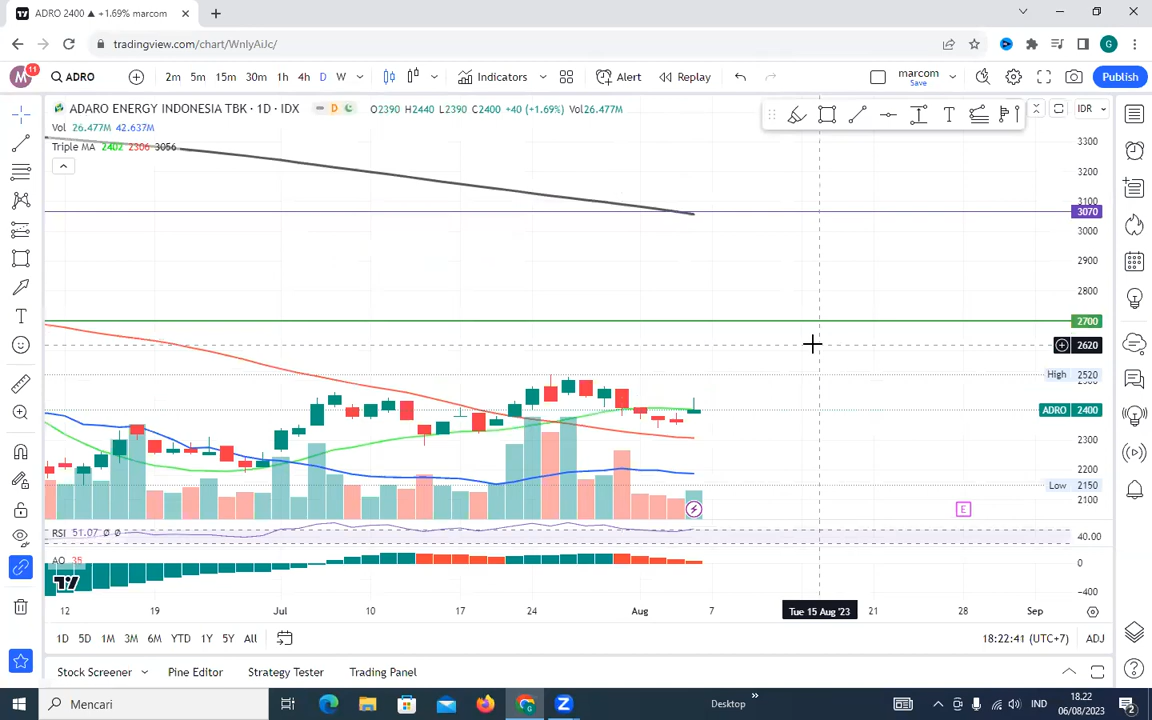 ADRO 2400 ▲ +1.69% marcom
tradingview.com/chart/WnlyAiJc/
G
M
11
ADRO
2m 5m 15m 30m 1h 4h D W
Indicators
Alert
Replay
marcom
Save
Publish
ADARO ENERGY INDONESIA TBK · 1D · IDX
D
O2390 H2440 L2390 C2400 +40 (+1.69%) Vol26.477M
IDR
Vol 26.477M 42.637M
Triple MA 2402 2306 3056
3300
3200
3100
3070
3000
2900
2800
2700
2620
High 2520
2500
ADRO 2400
2300
2200
Low 2150
2100
E
RSI 51.07 ø ø
40.00
AO 35
0
−400
12 19 Jul 10 17 24 Aug 7 Tue 15 Aug '23 21 28 Sep
1D 5D 1M 3M 6M YTD 1Y 5Y All
18:22:41 (UTC+7) ADJ
Stock Screener Pine Editor Strategy Tester Trading Panel
Mencari
Desktop
IND
18.22
06/08/2023
2